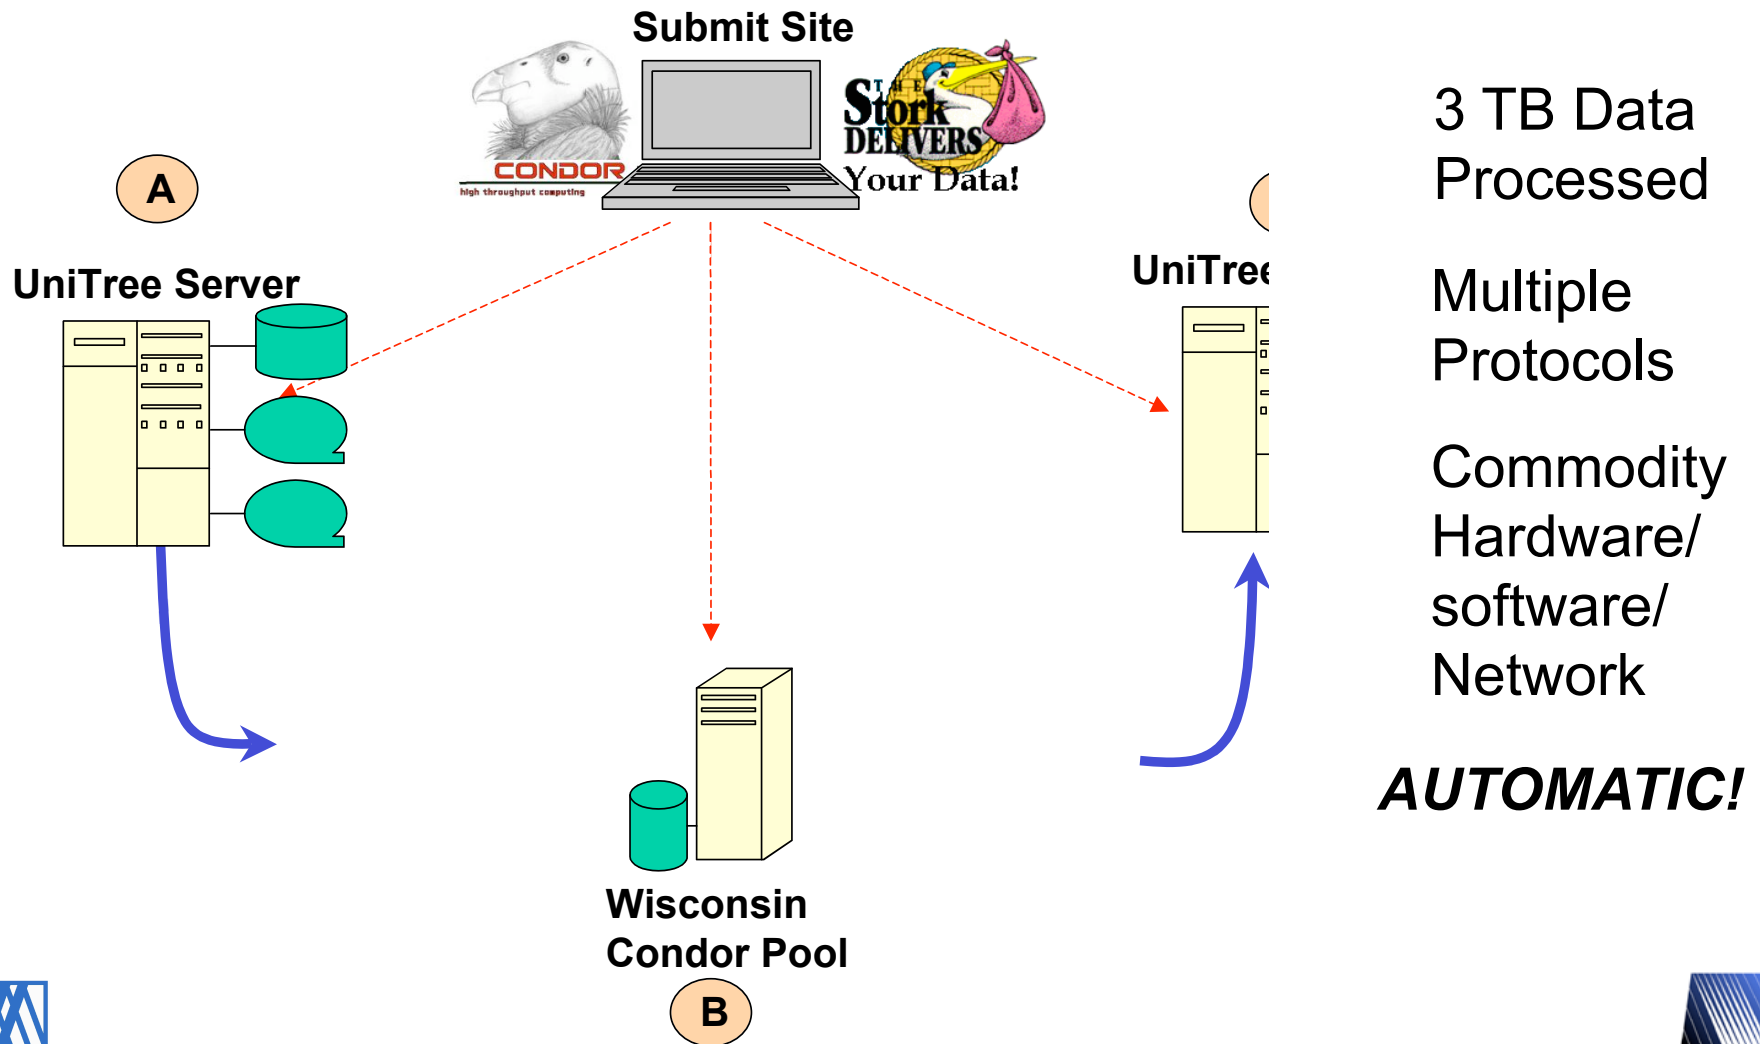 Submit Site
CONDOR
high throughput computing
THE
Stork
DELIVERS
Your Data!
A
UniTree Server
UniTree
Wisconsin
Condor Pool
B
3 TB Data
Processed
Multiple
Protocols
Commodity
Hardware/
software/
Network
AUTOMATIC!